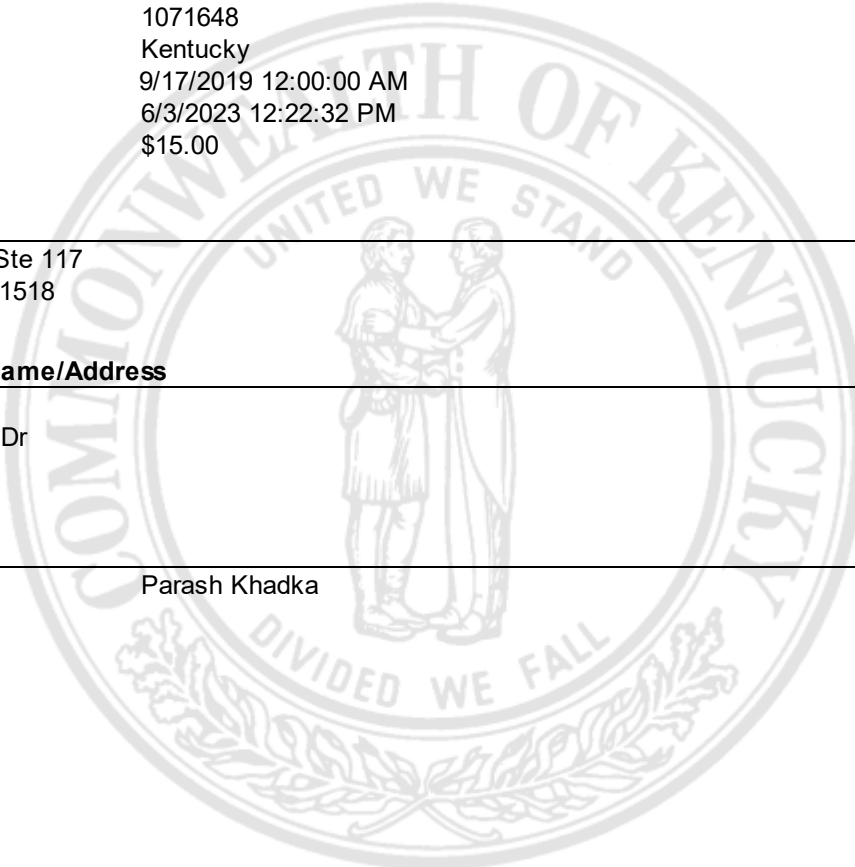 1071648
Kentucky
9/17/2019 12:00:00 AM
6/3/2023 12:22:32 PM
$15.00
COMMONWEALTH OF KENTUCKY
UNITED WE STAND
Ste 117
1518
ame/Address
Dr
Parash Khadka
DIVIDED WE FALL